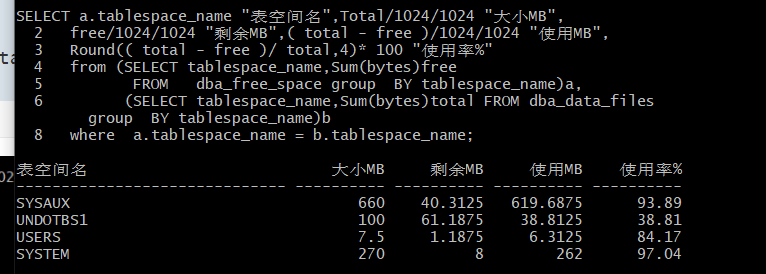 SELECT a.tablespace_name "表空间名",Total/1024/1024 "大小MB",
2 free/1024/1024 "剩余MB",( total - free )/1024/1024 "使用MB",
3 Round(( total - free )/ total,4)* 100 "使用率%"
4 from (SELECT tablespace_name,Sum(bytes)free
5 FROM dba_free_space group BY tablespace_name)a,
6 (SELECT tablespace_name,Sum(bytes)total FROM dba_data_files
group BY tablespace_name)b
8 where a.tablespace_name = b.tablespace_name;
表空间名 大小MB 剩余MB 使用MB 使用率%
------------------------------ ---------- ---------- ---------- ----------
SYSAUX 660 40.3125 619.6875 93.89
UNDOTBS1 100 61.1875 38.8125 38.81
USERS 7.5 1.1875 6.3125 84.17
SYSTEM 270 8 262 97.04